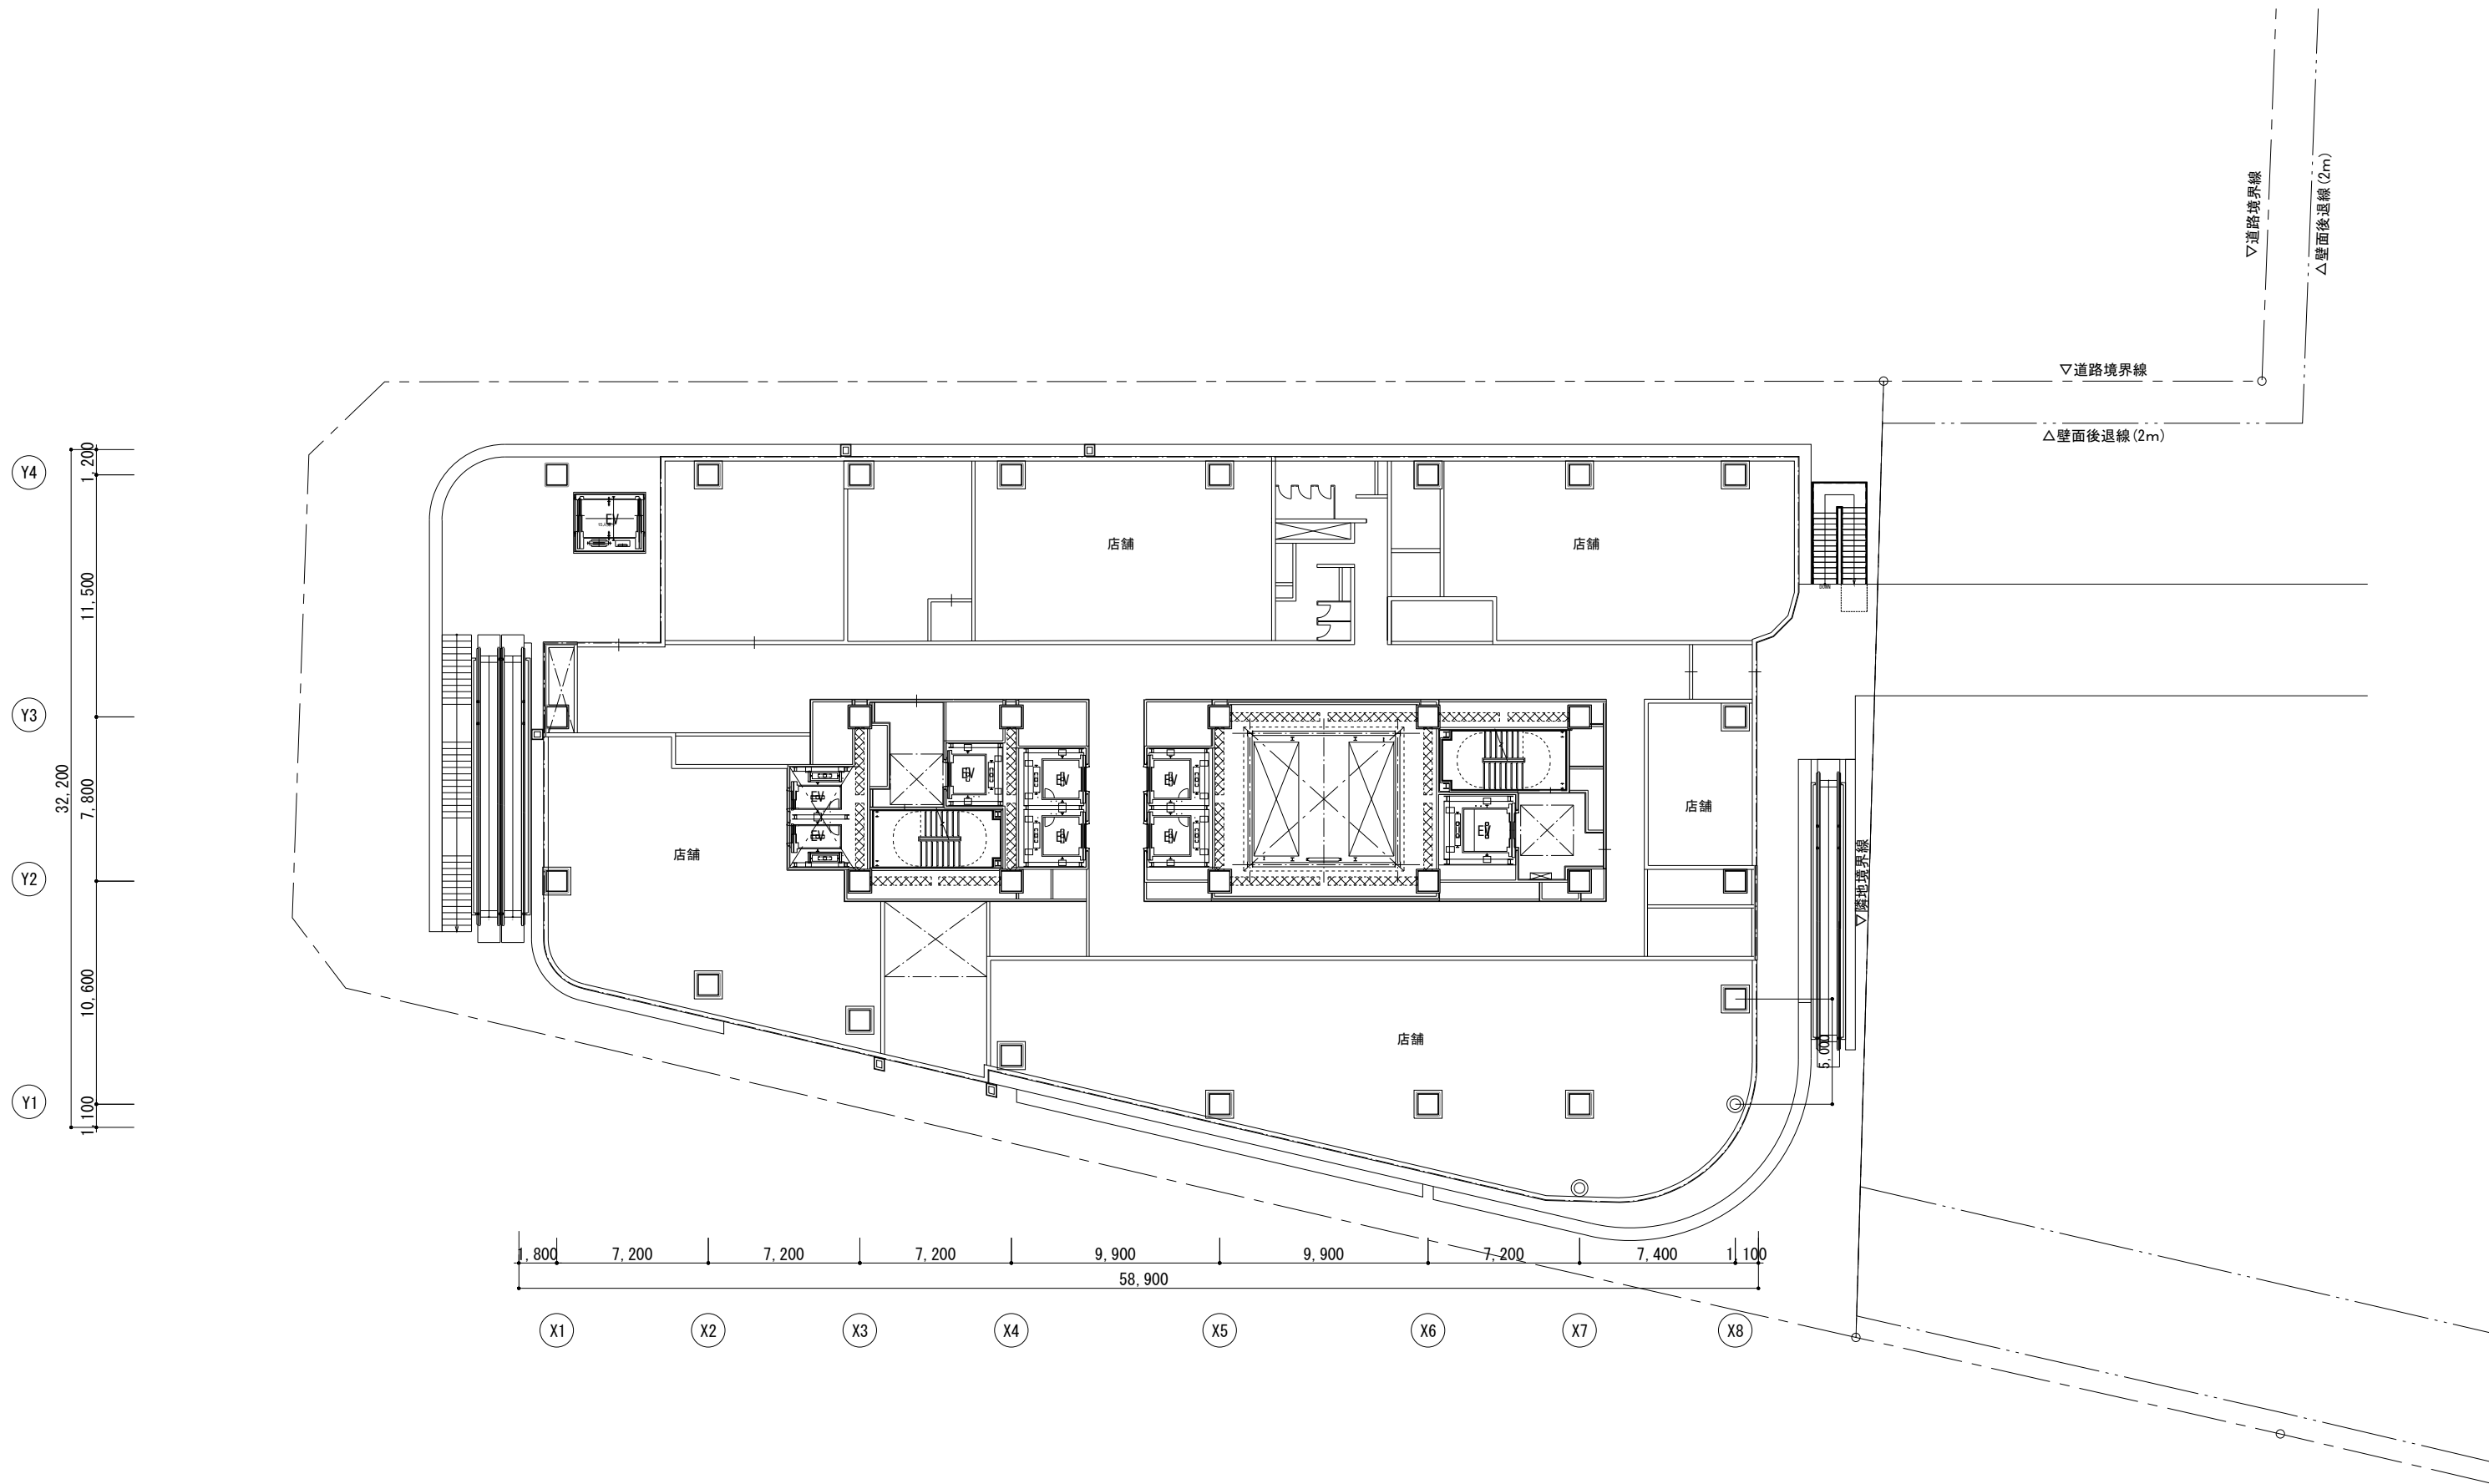 ▽道路境界線
△壁面後退線(2m)
▽道路境界線
△壁面後退線(2m)
Y4
1,200
EV
店舗
店舗
11,500
DOWN
Y3
32,200
7,800
EV
EV
EV
EV
EV
EV
EV
EV
店舗
店舗
▽隣地境界線
Y2
10,600
店舗
5,000
Y1
1,100
1,800
7,200
7,200
7,200
9,900
9,900
7,200
7,400
1,100
58,900
X1
X2
X3
X4
X5
X6
X7
X8